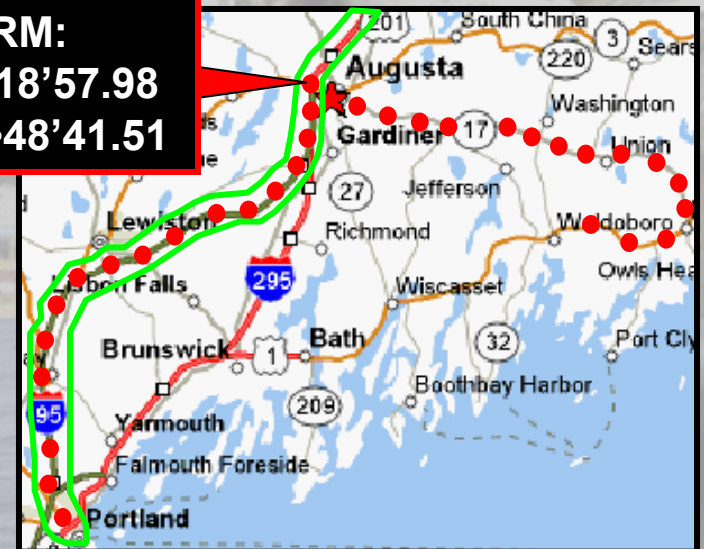 RM:
18’57.98
48’41.51
201
South China
3
Sears
220
Augusta
Washington
Gardiner
17
Union
27
Jefferson
Lewiston
Richmond
Waldoboro
Owls Hea
295
Lisbon Falls
Wiscasset
Brunswick
1
Bath
32
Port Cly
Boothbay Harbor
95
209
Yarmouth
Falmouth Foreside
Portland